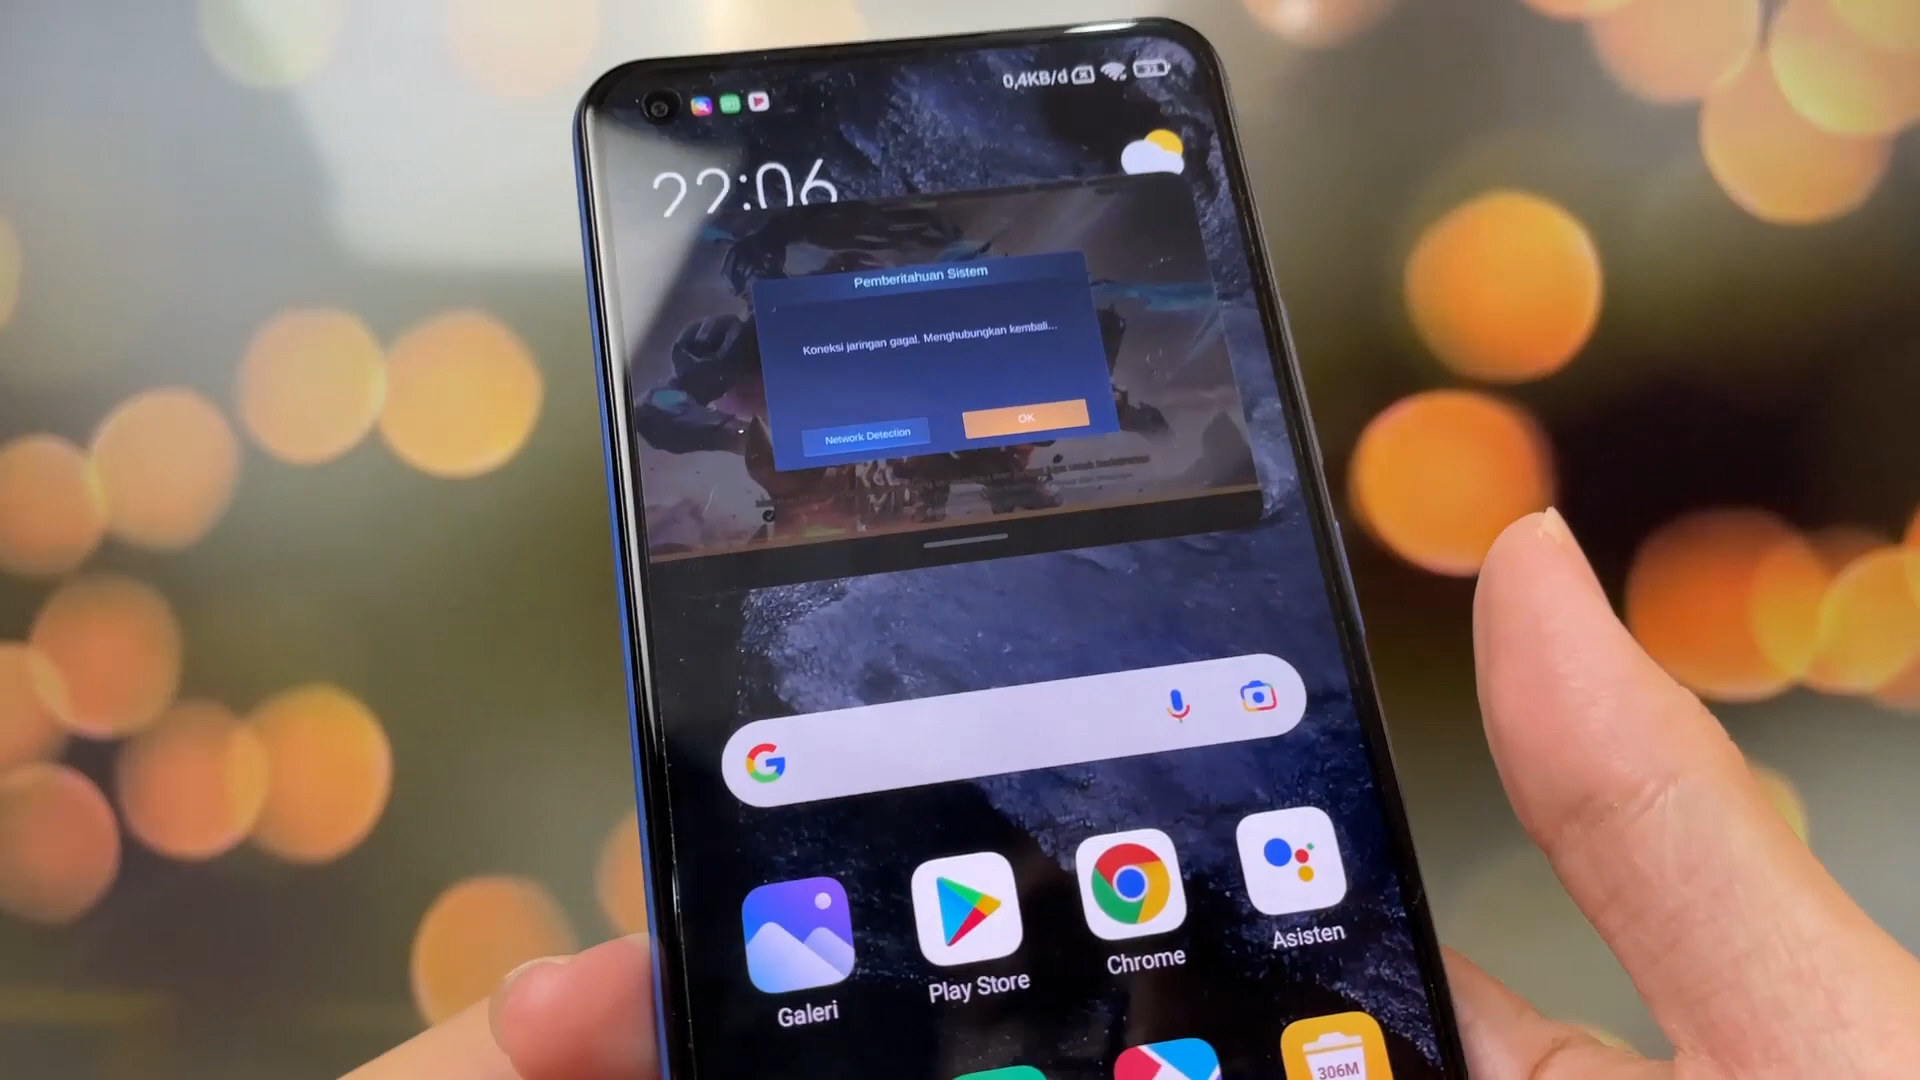 0,4KB/d
22:06
Pemberitahuan Sistem
Koneksi jaringan gagal. Menghubungkan kembali...
Network Detection
OK
Galeri
Play Store
Chrome
Asisten
306M